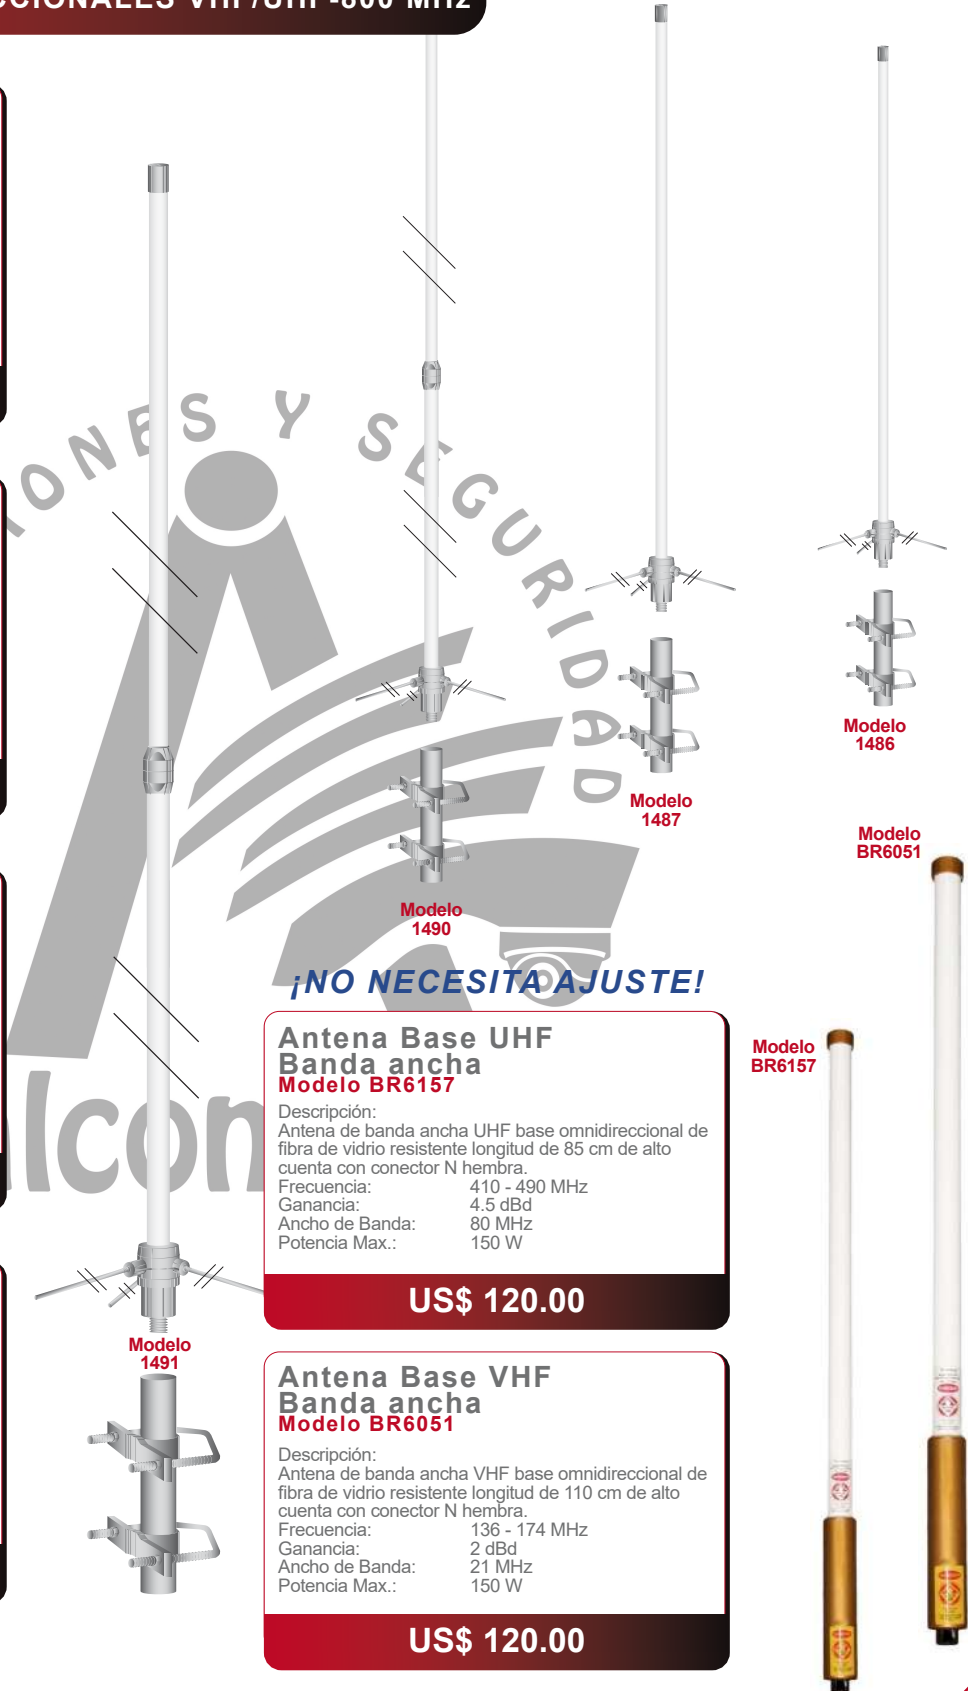 VHF/UHF-800 MHz
Modelo
1486
Modelo
1487
Modelo
BR6051
Modelo
1490
Y SEGURIDAD
¡NO NECESITA AJUSTE!
Modelo
BR6157
Antena Base UHF
Banda ancha
Modelo BR6157
Descripción:
Antena de banda ancha UHF base omnidireccional de
fibra de vidrio resistente longitud de 85 cm de alto
cuenta con conector N hembra.
Frecuencia: 410 - 490 MHz
Ganancia: 4.5 dBd
Ancho de Banda: 80 MHz
Potencia Max.: 150 W
US$ 120.00
Modelo
1491
Antena Base VHF
Banda ancha
Modelo BR6051
Descripción:
Antena de banda ancha VHF base omnidireccional de
fibra de vidrio resistente longitud de 110 cm de alto
cuenta con conector N hembra.
Frecuencia: 136 - 174 MHz
Ganancia: 2 dBd
Ancho de Banda: 21 MHz
Potencia Max.: 150 W
US$ 120.00